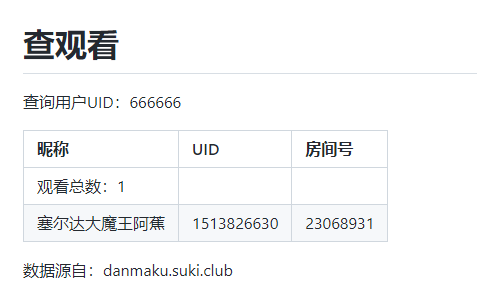 查观看
查询用户UID：666666
昵称 UID 房间号
观看总数：1
塞尔达大魔王阿蕉 1513826630 23068931
数据源自：danmaku.suki.club